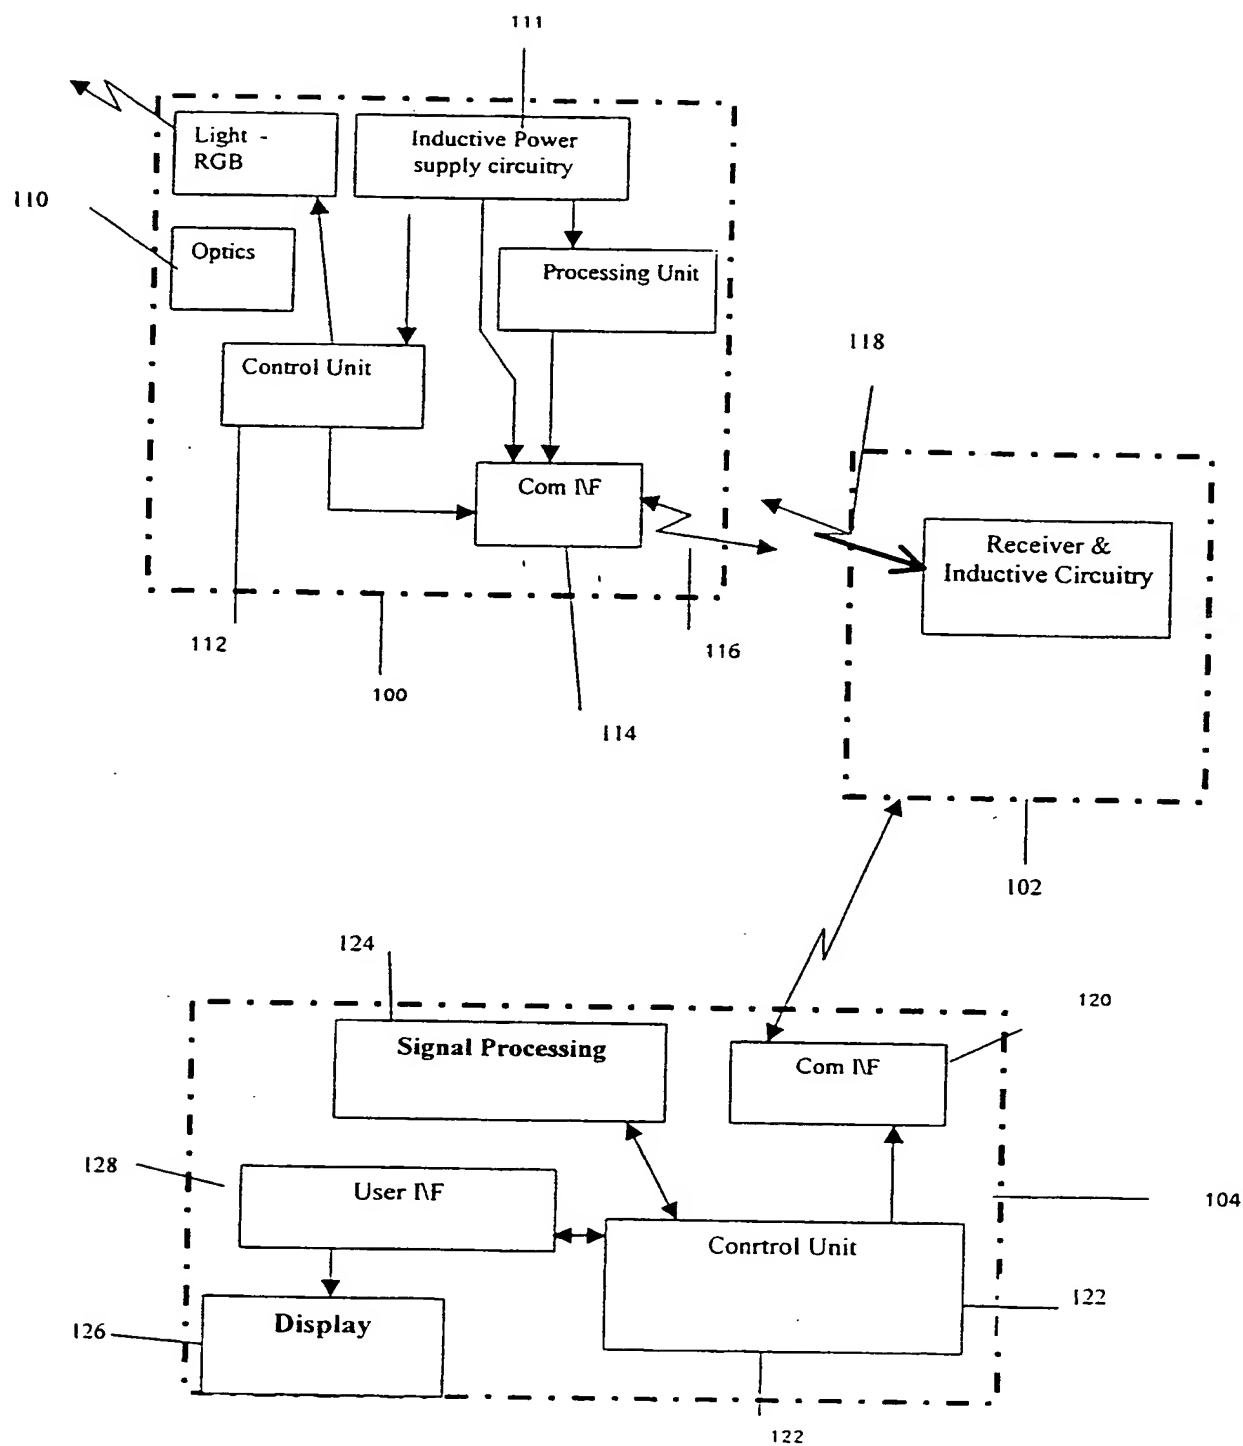 111
Light -
RGB
Inductive Power
supply circuitry
110
Optics
Processing Unit
118
Control Unit
Com I\F
Receiver &
Inductive Circuitry
112
116
100
114
102
124
120
Signal Processing
Com I\F
128
User I\F
104
Conrtrol Unit
122
Display
126
122